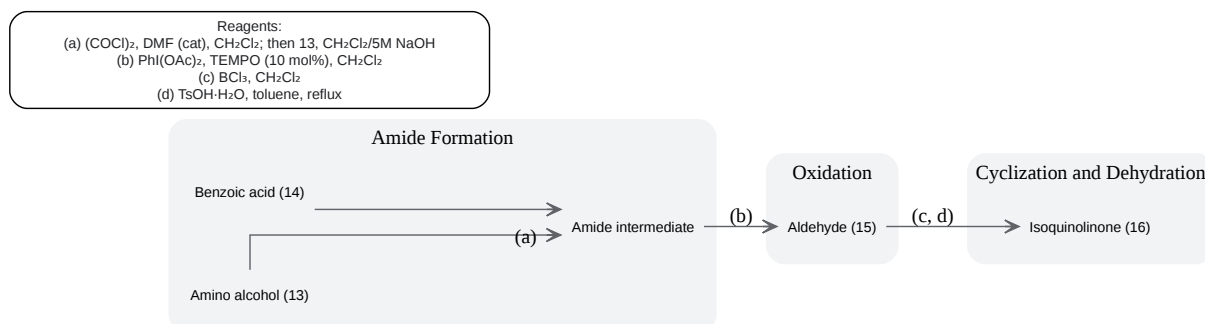 Reagents:
(a) (COCl)₂, DMF (cat), CH₂Cl₂; then 13, CH₂Cl₂/5M NaOH
(b) PhI(OAc)₂, TEMPO (10 mol%), CH₂Cl₂
(c) BCl₃, CH₂Cl₂
(d) TsOH·H₂O, toluene, reflux
Amide Formation
Benzoic acid (14)
(a)
Amide intermediate
Amino alcohol (13)
(b)
Oxidation
Aldehyde (15)
(c, d)
Cyclization and Dehydration
Isoquinolinone (16)